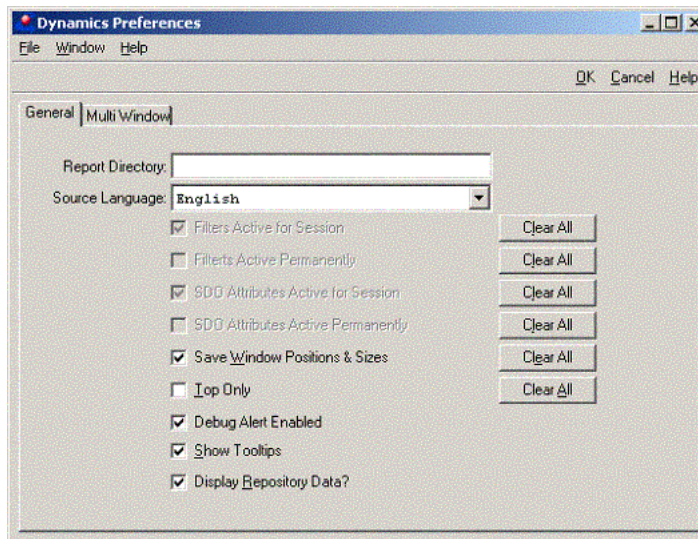 Dynamics Preferences
File Window Help
OK Cancel Help
General Multi Window
Report Directory:
Source Language: English
Filters Active for Session Clear All
Filterts Active Permanently Clear All
SDO Attributes Active for Session Clear All
SDO Attributes Active Permanently Clear All
Save Window Positions & Sizes Clear All
Top Only Clear All
Debug Alert Enabled
Show Tooltips
Display Repository Data?